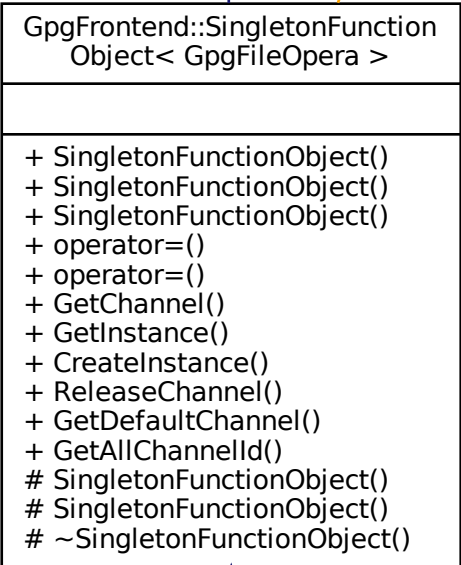 GpgFrontend::SingletonFunction
Object< GpgFileOpera >
+ SingletonFunctionObject()
+ SingletonFunctionObject()
+ SingletonFunctionObject()
+ operator=()
+ operator=()
+ GetChannel()
+ GetInstance()
+ CreateInstance()
+ ReleaseChannel()
+ GetDefaultChannel()
+ GetAllChannelId()
# SingletonFunctionObject()
# SingletonFunctionObject()
# ~SingletonFunctionObject()